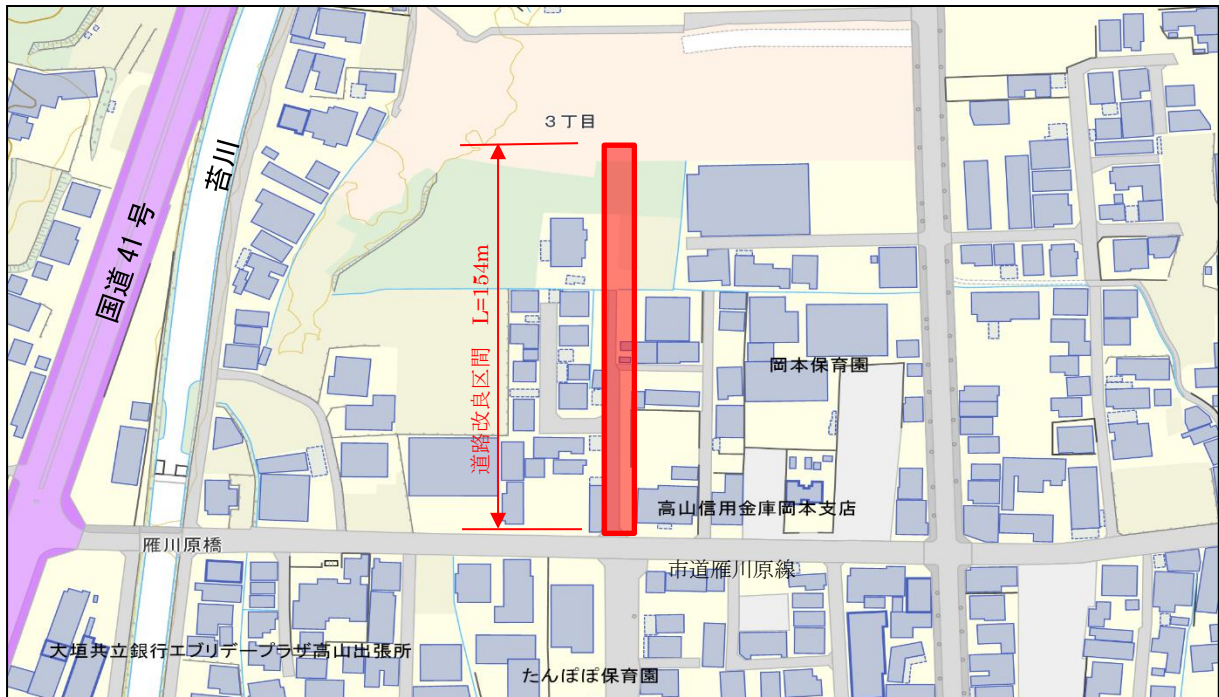 3丁目
苔川
国道 41 号
道路改良区間 L=154m
岡本保育園
高山信用金庫岡本支店
雁川原橋
市道雁川原線
大垣共立銀行エブリデープラザ高山出張所
たんぽぽ保育園